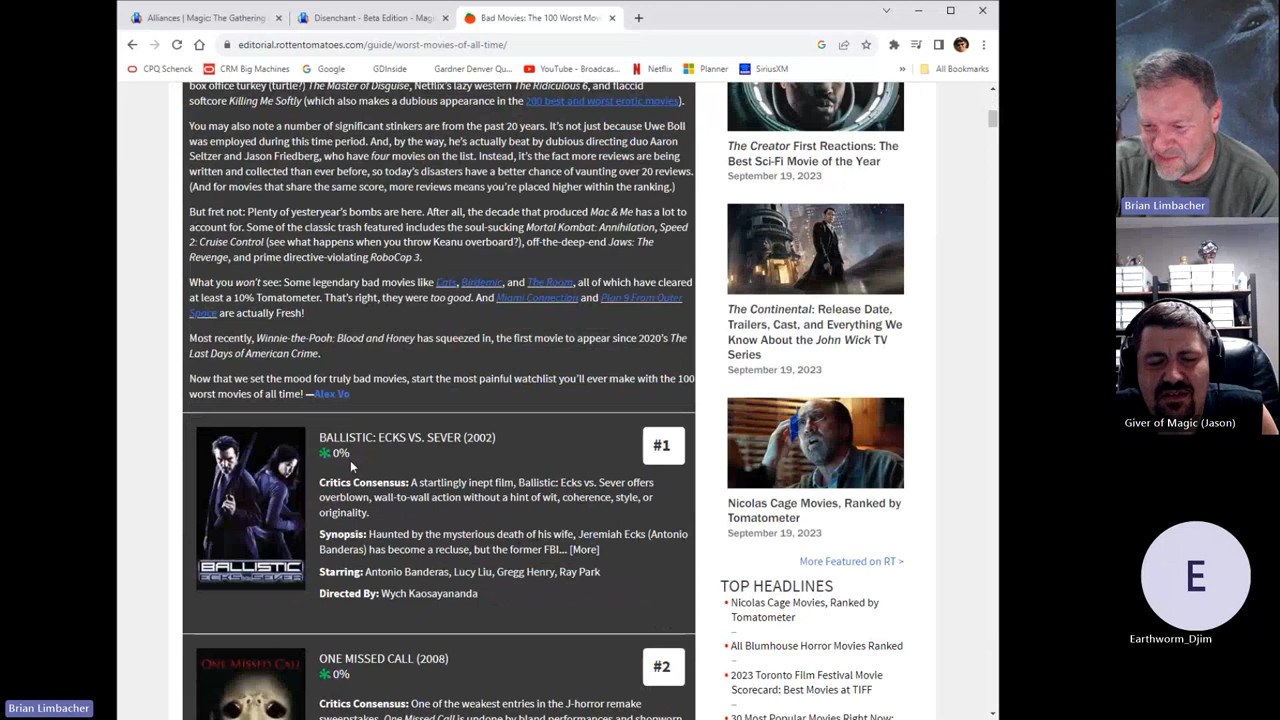 Alliances | Magic: The Gathering
Disenchant - Beta Edition - Magi
Bad Movies: The 100 Worst Mov
editorial.rottentomatoes.com/guide/worst-movies-of-all-time/
CPQ Schenck
CRM Big Machines
Google
GDInside
Gardner Denver Qu...
YouTube - Broadcas...
Netflix
Planner
SiriusXM
»
All Bookmarks
box office turkey (turtle?) The Master of Disguise, Netflix's lazy western The Ridiculous 6, and flaccid
softcore Killing Me Softly (which also makes a dubious appearance in the 200 best and worst erotic movies).
You may also note a number of significant stinkers are from the past 20 years. It's not just because Uwe Boll
was employed during this time period. And, by the way, he's actually beat by dubious directing duo Aaron
Seltzer and Jason Friedberg, who have four movies on the list. Instead, it's the fact more reviews are being
written and collected than ever before, so today's disasters have a better chance of vaunting over 20 reviews.
(And for movies that share the same score, more reviews means you're placed higher within the ranking.)
But fret not: Plenty of yesteryear's bombs are here. After all, the decade that produced Mac & Me has a lot to
account for. Some of the classic trash featured includes the soul-sucking Mortal Kombat: Annihilation, Speed
2: Cruise Control (see what happens when you throw Keanu overboard?), off-the-deep-end Jaws: The
Revenge, and prime directive-violating RoboCop 3.
What you won't see: Some legendary bad movies like Cats, Birdemic, and The Room, all of which have cleared
at least a 10% Tomatometer. That's right, they were too good. And Miami Connection and Plan 9 From Outer
Space are actually Fresh!
Most recently, Winnie-the-Pooh: Blood and Honey has squeezed in, the first movie to appear since 2020's The
Last Days of American Crime.
Now that we set the mood for truly bad movies, start the most painful watchlist you'll ever make with the 100
worst movies of all time! —Alex Vo
BALLISTIC: ECKS VS. SEVER (2002)
0%
#1
Critics Consensus: A startlingly inept film, Ballistic: Ecks vs. Sever offers
overblown, wall-to-wall action without a hint of wit, coherence, style, or
originality.
Synopsis: Haunted by the mysterious death of his wife, Jeremiah Ecks (Antonio
Banderas) has become a recluse, but the former FBI... [More]
Starring: Antonio Banderas, Lucy Liu, Gregg Henry, Ray Park
Directed By: Wych Kaosayananda
BALLISTIC
ECKS SEVER
ONE MISSED CALL (2008)
0%
#2
Critics Consensus: One of the weakest entries in the J-horror remake
sweepstakes, One Missed Call is undone by bland performances and shopworn
ONE MISSED CALL
The Creator First Reactions: The
Best Sci-Fi Movie of the Year
September 19, 2023
The Continental: Release Date,
Trailers, Cast, and Everything We
Know About the John Wick TV
Series
September 19, 2023
Nicolas Cage Movies, Ranked by
Tomatometer
September 19, 2023
More Featured on RT >
TOP HEADLINES
• Nicolas Cage Movies, Ranked by
Tomatometer
–
• All Blumhouse Horror Movies Ranked
–
• 2023 Toronto Film Festival Movie
Scorecard: Best Movies at TIFF
–
• 30 Most Popular Movies Right Now:
Brian Limbacher
Giver of Magic (Jason)
E
Earthworm_Djim
Brian Limbacher